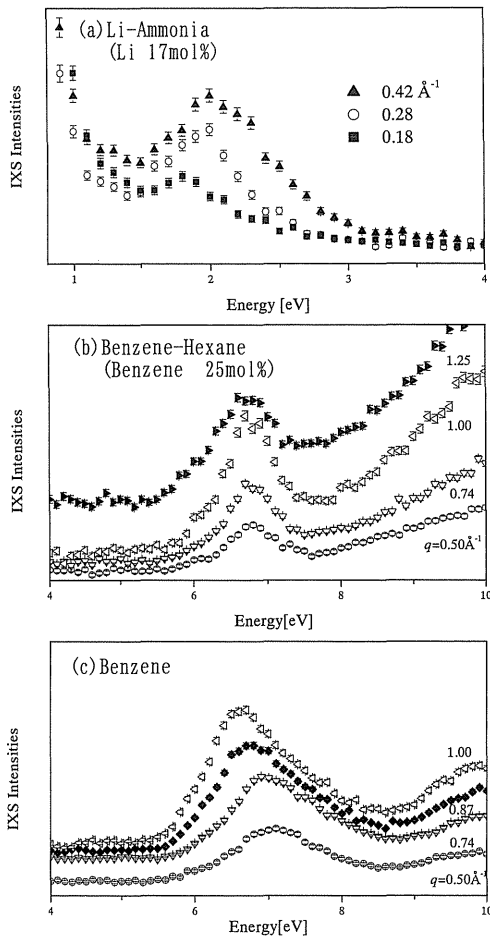 (a)Li-Ammonia
(Li 17mol%)
0.42 Å⁻¹
0.28
0.18
IXS Intensities
1
2
3
4
Energy [eV]
(b)Benzene-Hexane
(Benzene 25mol%)
1.25
1.00
0.74
q=0.50Å⁻¹
IXS Intensities
4
6
8
10
Energy[eV]
(c)Benzene
1.00
0.87
0.74
q=0.50Å⁻¹
IXS Intensities
4
6
8
10
Energy[eV]